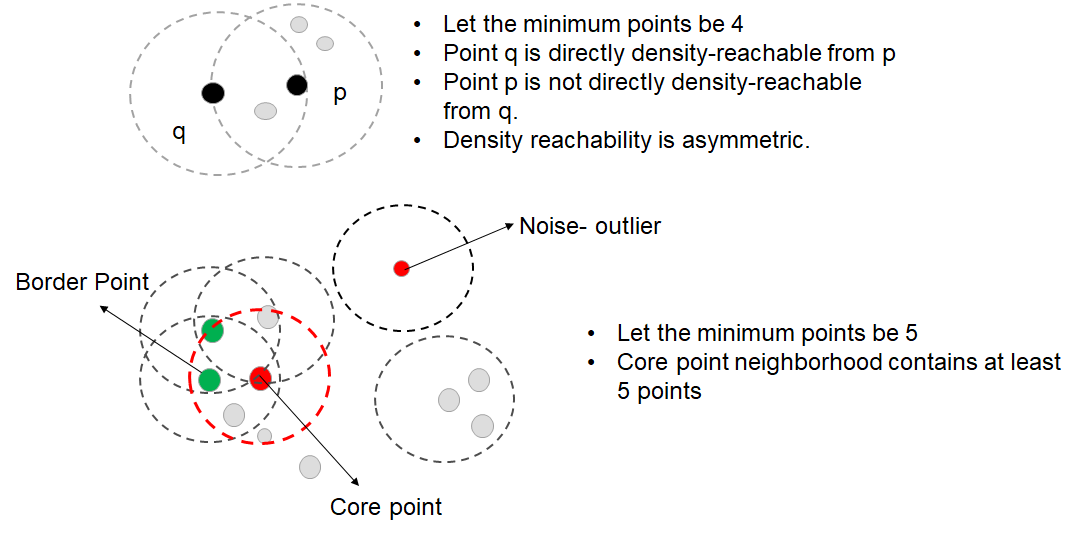 • Let the minimum points be 4
• Point q is directly density-reachable from p
• Point p is not directly density-reachable
from q.
• Density reachability is asymmetric.
p
q
Noise- outlier
Border Point
• Let the minimum points be 5
• Core point neighborhood contains at least
5 points
Core point